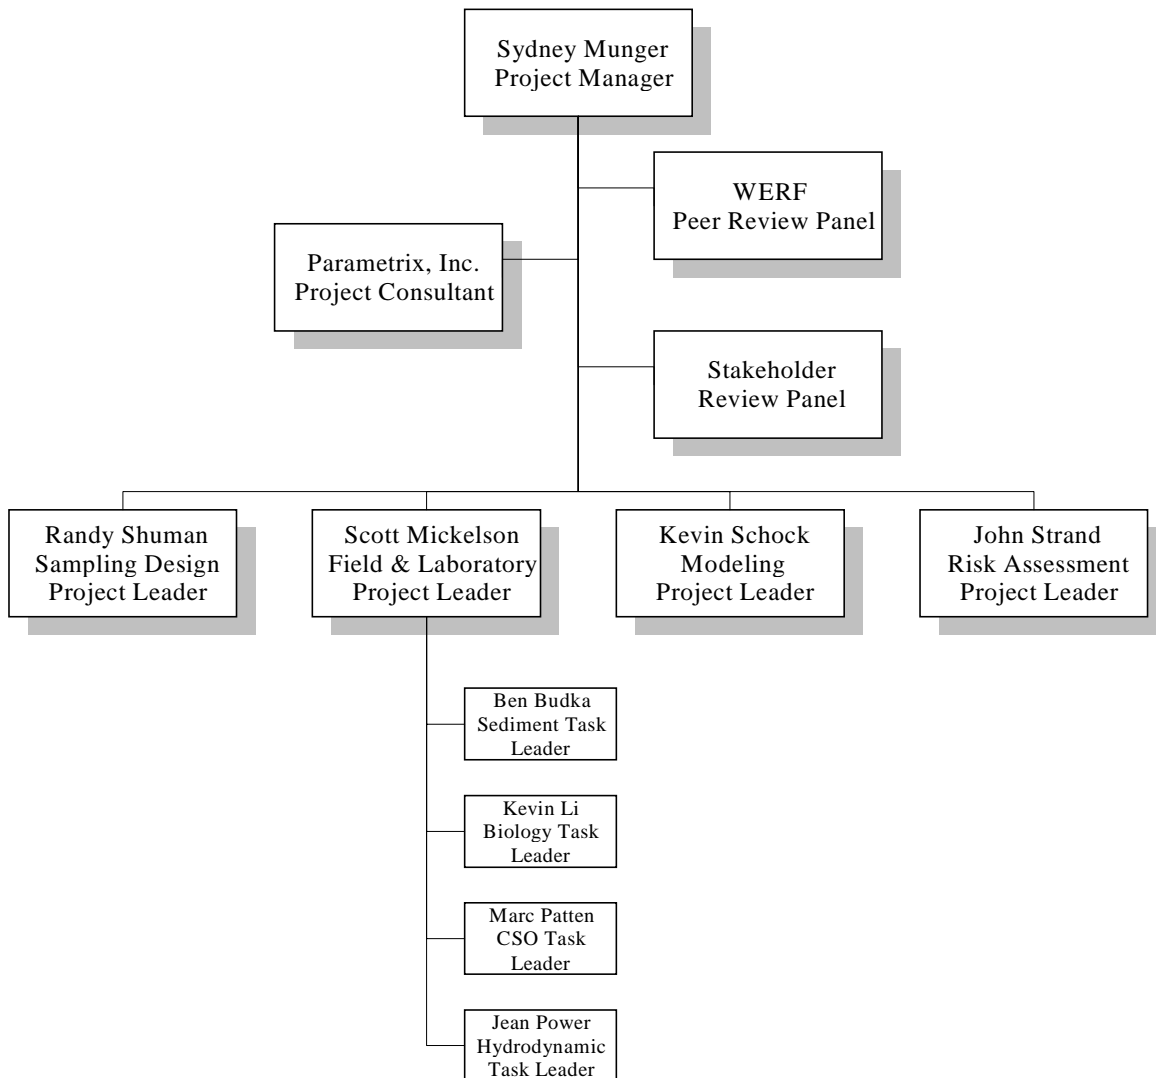 Sydney Munger
Project Manager
WERF
Peer Review Panel
Parametrix, Inc.
Project Consultant
Stakeholder
Review Panel
Randy Shuman
Sampling Design
Project Leader
Scott Mickelson
Field & Laboratory
Project Leader
Kevin Schock
Modeling
Project Leader
John Strand
Risk Assessment
Project Leader
Ben Budka
Sediment Task
Leader
Kevin Li
Biology Task
Leader
Marc Patten
CSO Task
Leader
Jean Power
Hydrodynamic
Task Leader